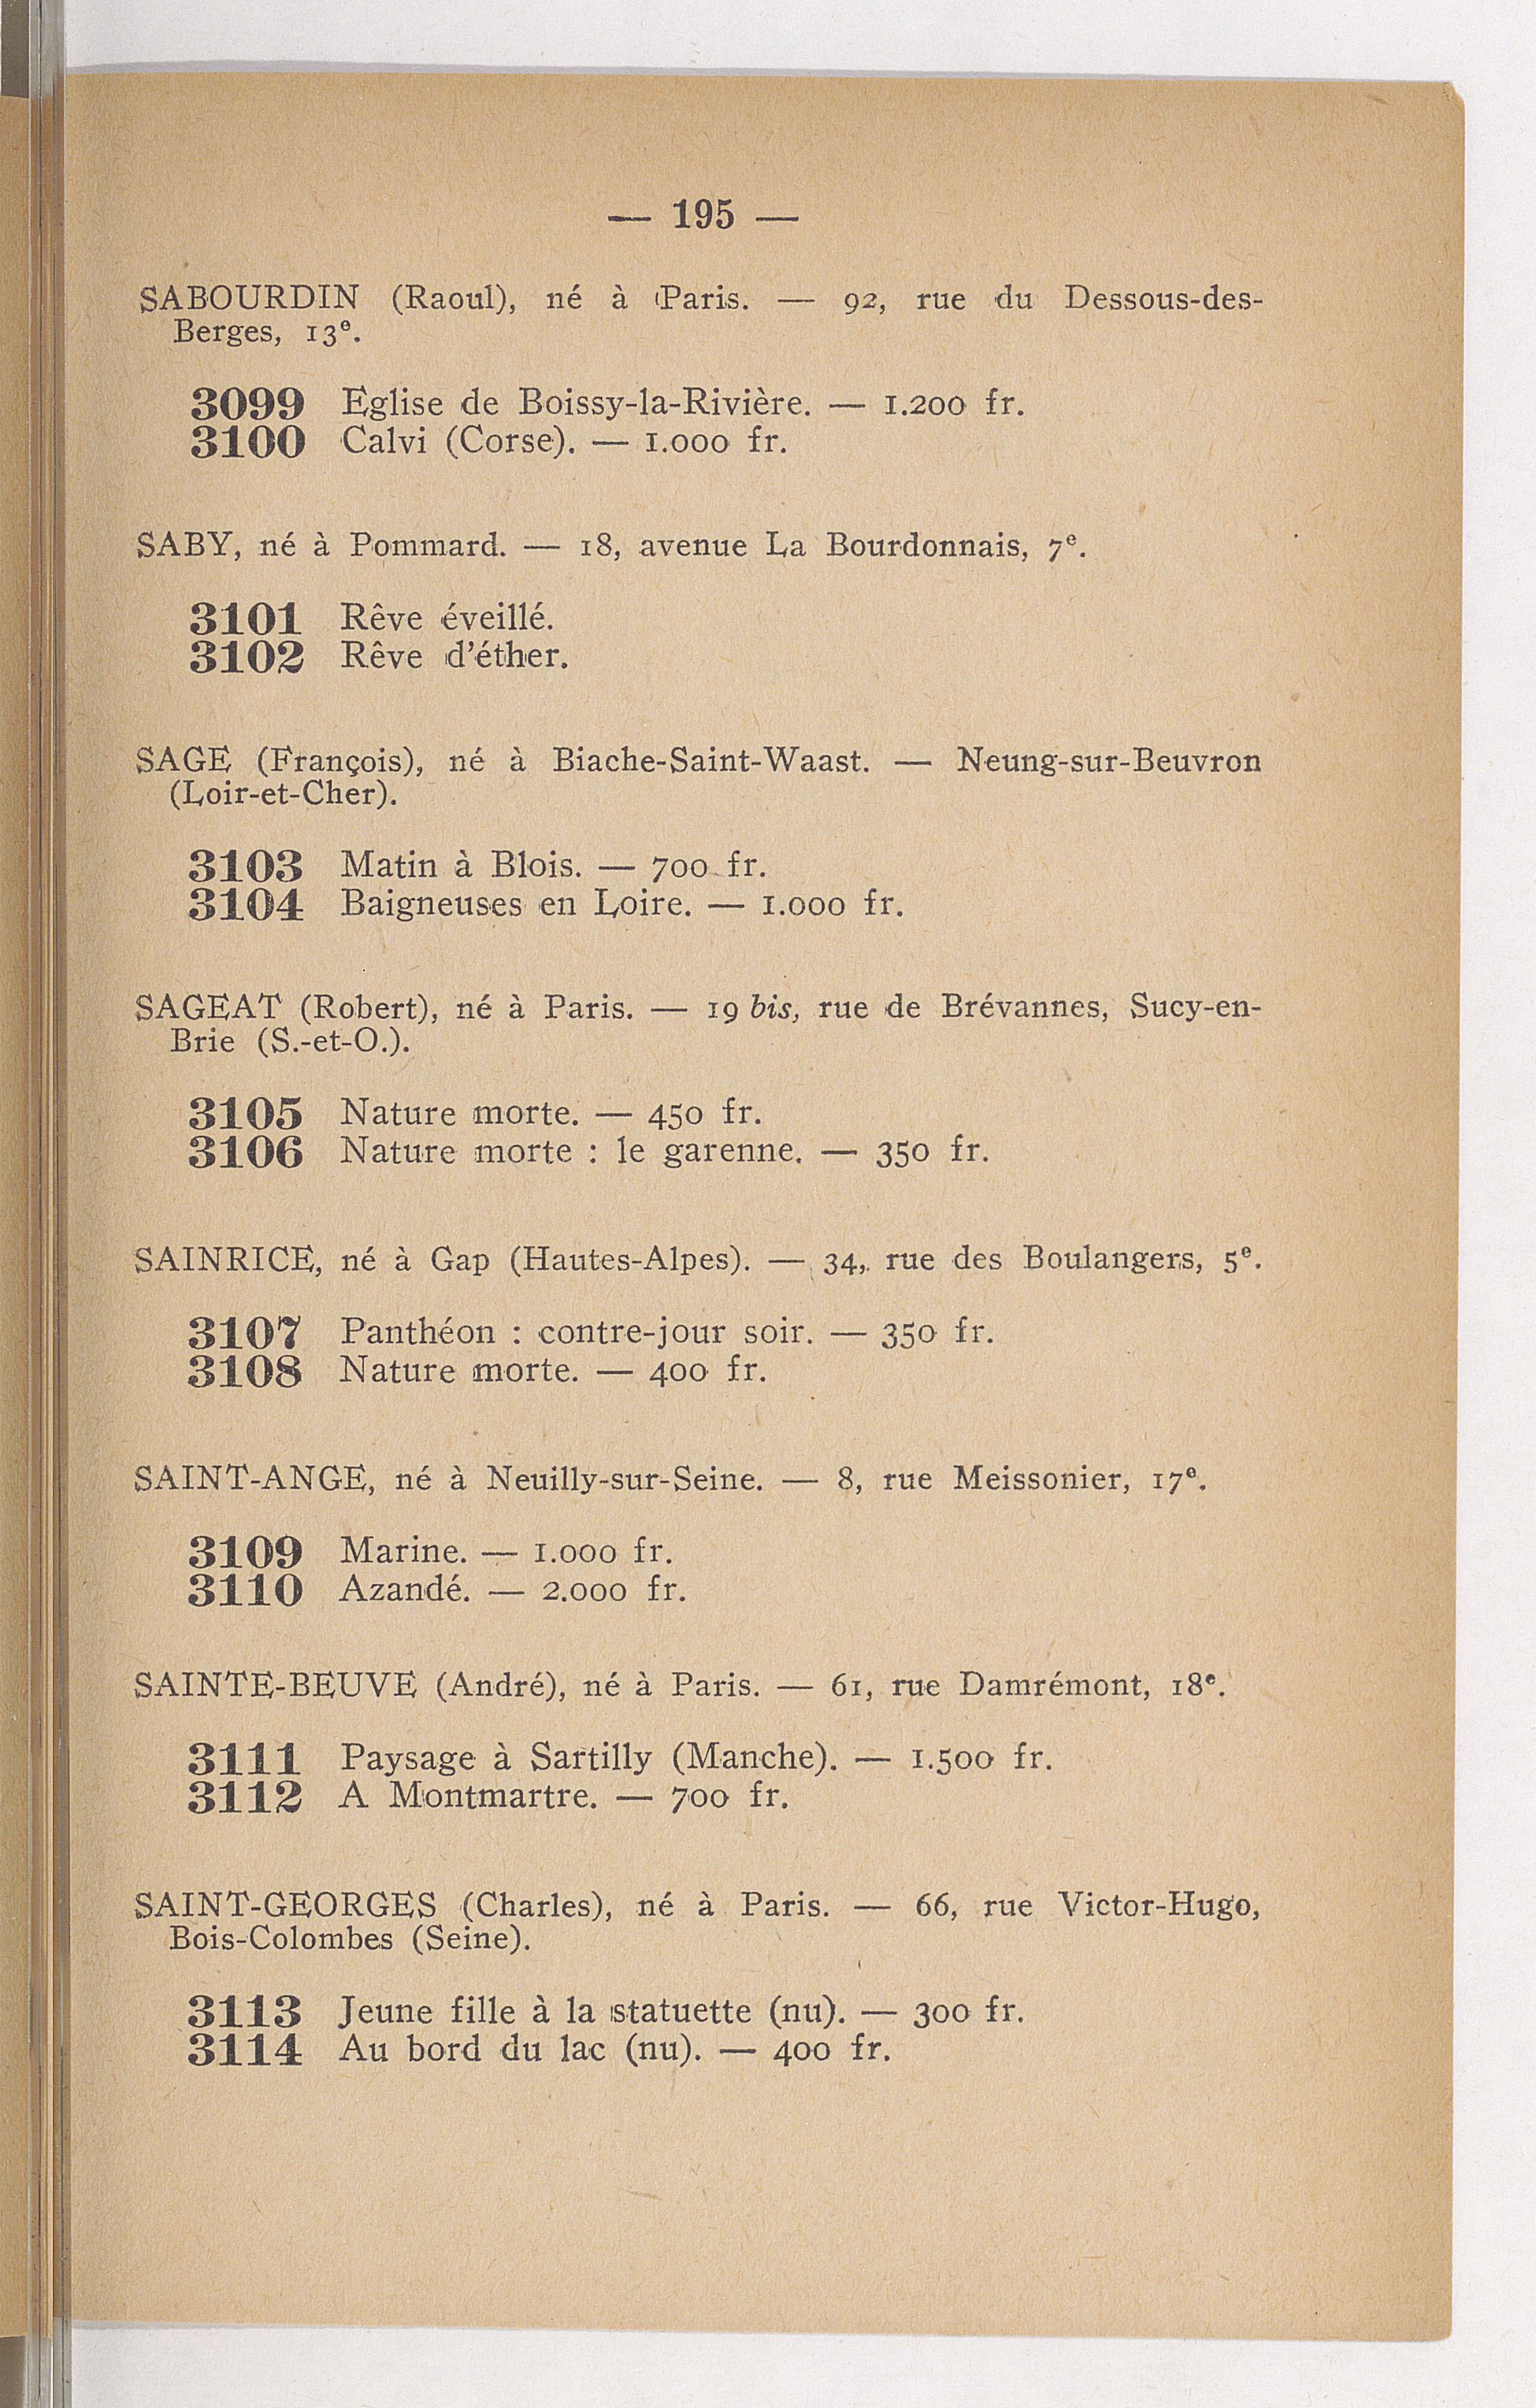 — 195 —
SABOURDIN (Raoul), né à Paris. — 92, rue du Dessous-des-
Berges, 13e.
3099 Eglise de Boissy-la-Rivière. — 1.200 fr.
3100 Calvi (Corse). — 1.000 fr.
SABY, né à Pommard. — 18, avenue La Bourdonnais, 7e.
3101 Rêve éveillé.
3102 Rêve d'éther.
SAGE (François), né à Biache-Saint-Waast. — Neung-sur-Beuvron
(Loir-et-Cher).
3103 Matin à Blois. — 700 fr.
3104 Baigneuses en Loire. — 1.000 fr.
SAGEAT (Robert), né à Paris. — 19 bis, rue de Brévannes, Sucy-en-
Brie (S.-et-O.).
3105 Nature morte. — 450 fr.
3106 Nature morte : le garenne. — 350 fr.
SAINRICE, né à Gap (Hautes-Alpes). — 34, rue des Boulangers, 5e.
3107 Panthéon : contre-jour soir. — 350 fr.
3108 Nature morte. — 400 fr.
SAINT-ANGE, né à Neuilly-sur-Seine. — 8, rue Meissonier, 17e.
3109 Marine. — 1.000 fr.
3110 Azandé. — 2.000 fr.
SAINTE-BEUVE (André), né à Paris. — 61, rue Damrémont, 18e.
3111 Paysage à Sartilly (Manche). — 1.500 fr.
3112 A Montmartre. — 700 fr.
SAINT-GEORGES (Charles), né à Paris. — 66, rue Victor-Hugo,
Bois-Colombes (Seine).
3113 Jeune fille à la statuette (nu). — 300 fr.
3114 Au bord du lac (nu). — 400 fr.